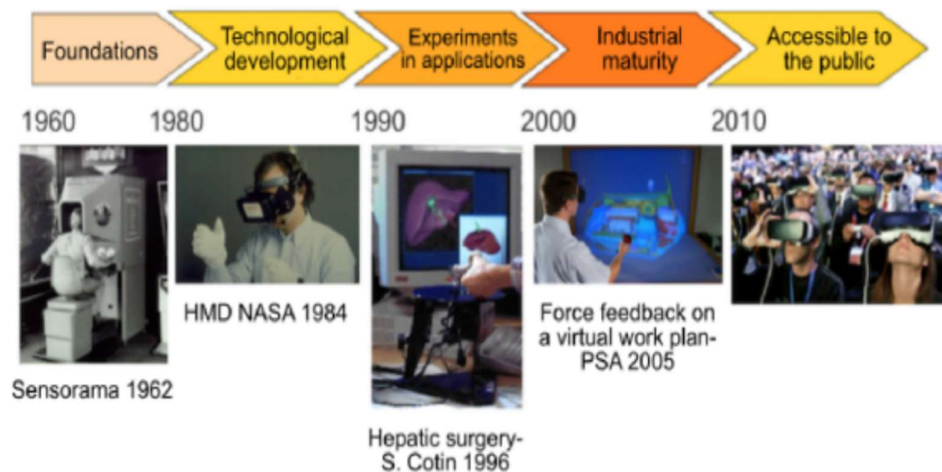 Foundations
Technological
development
Experiments
in applications
Industrial
maturity
Accessible to
the public
1960
1980
1990
2000
2010
Sensorama 1962
HMD NASA 1984
Hepatic surgery-
S. Cotin 1996
Force feedback on
a virtual work plan-
PSA 2005